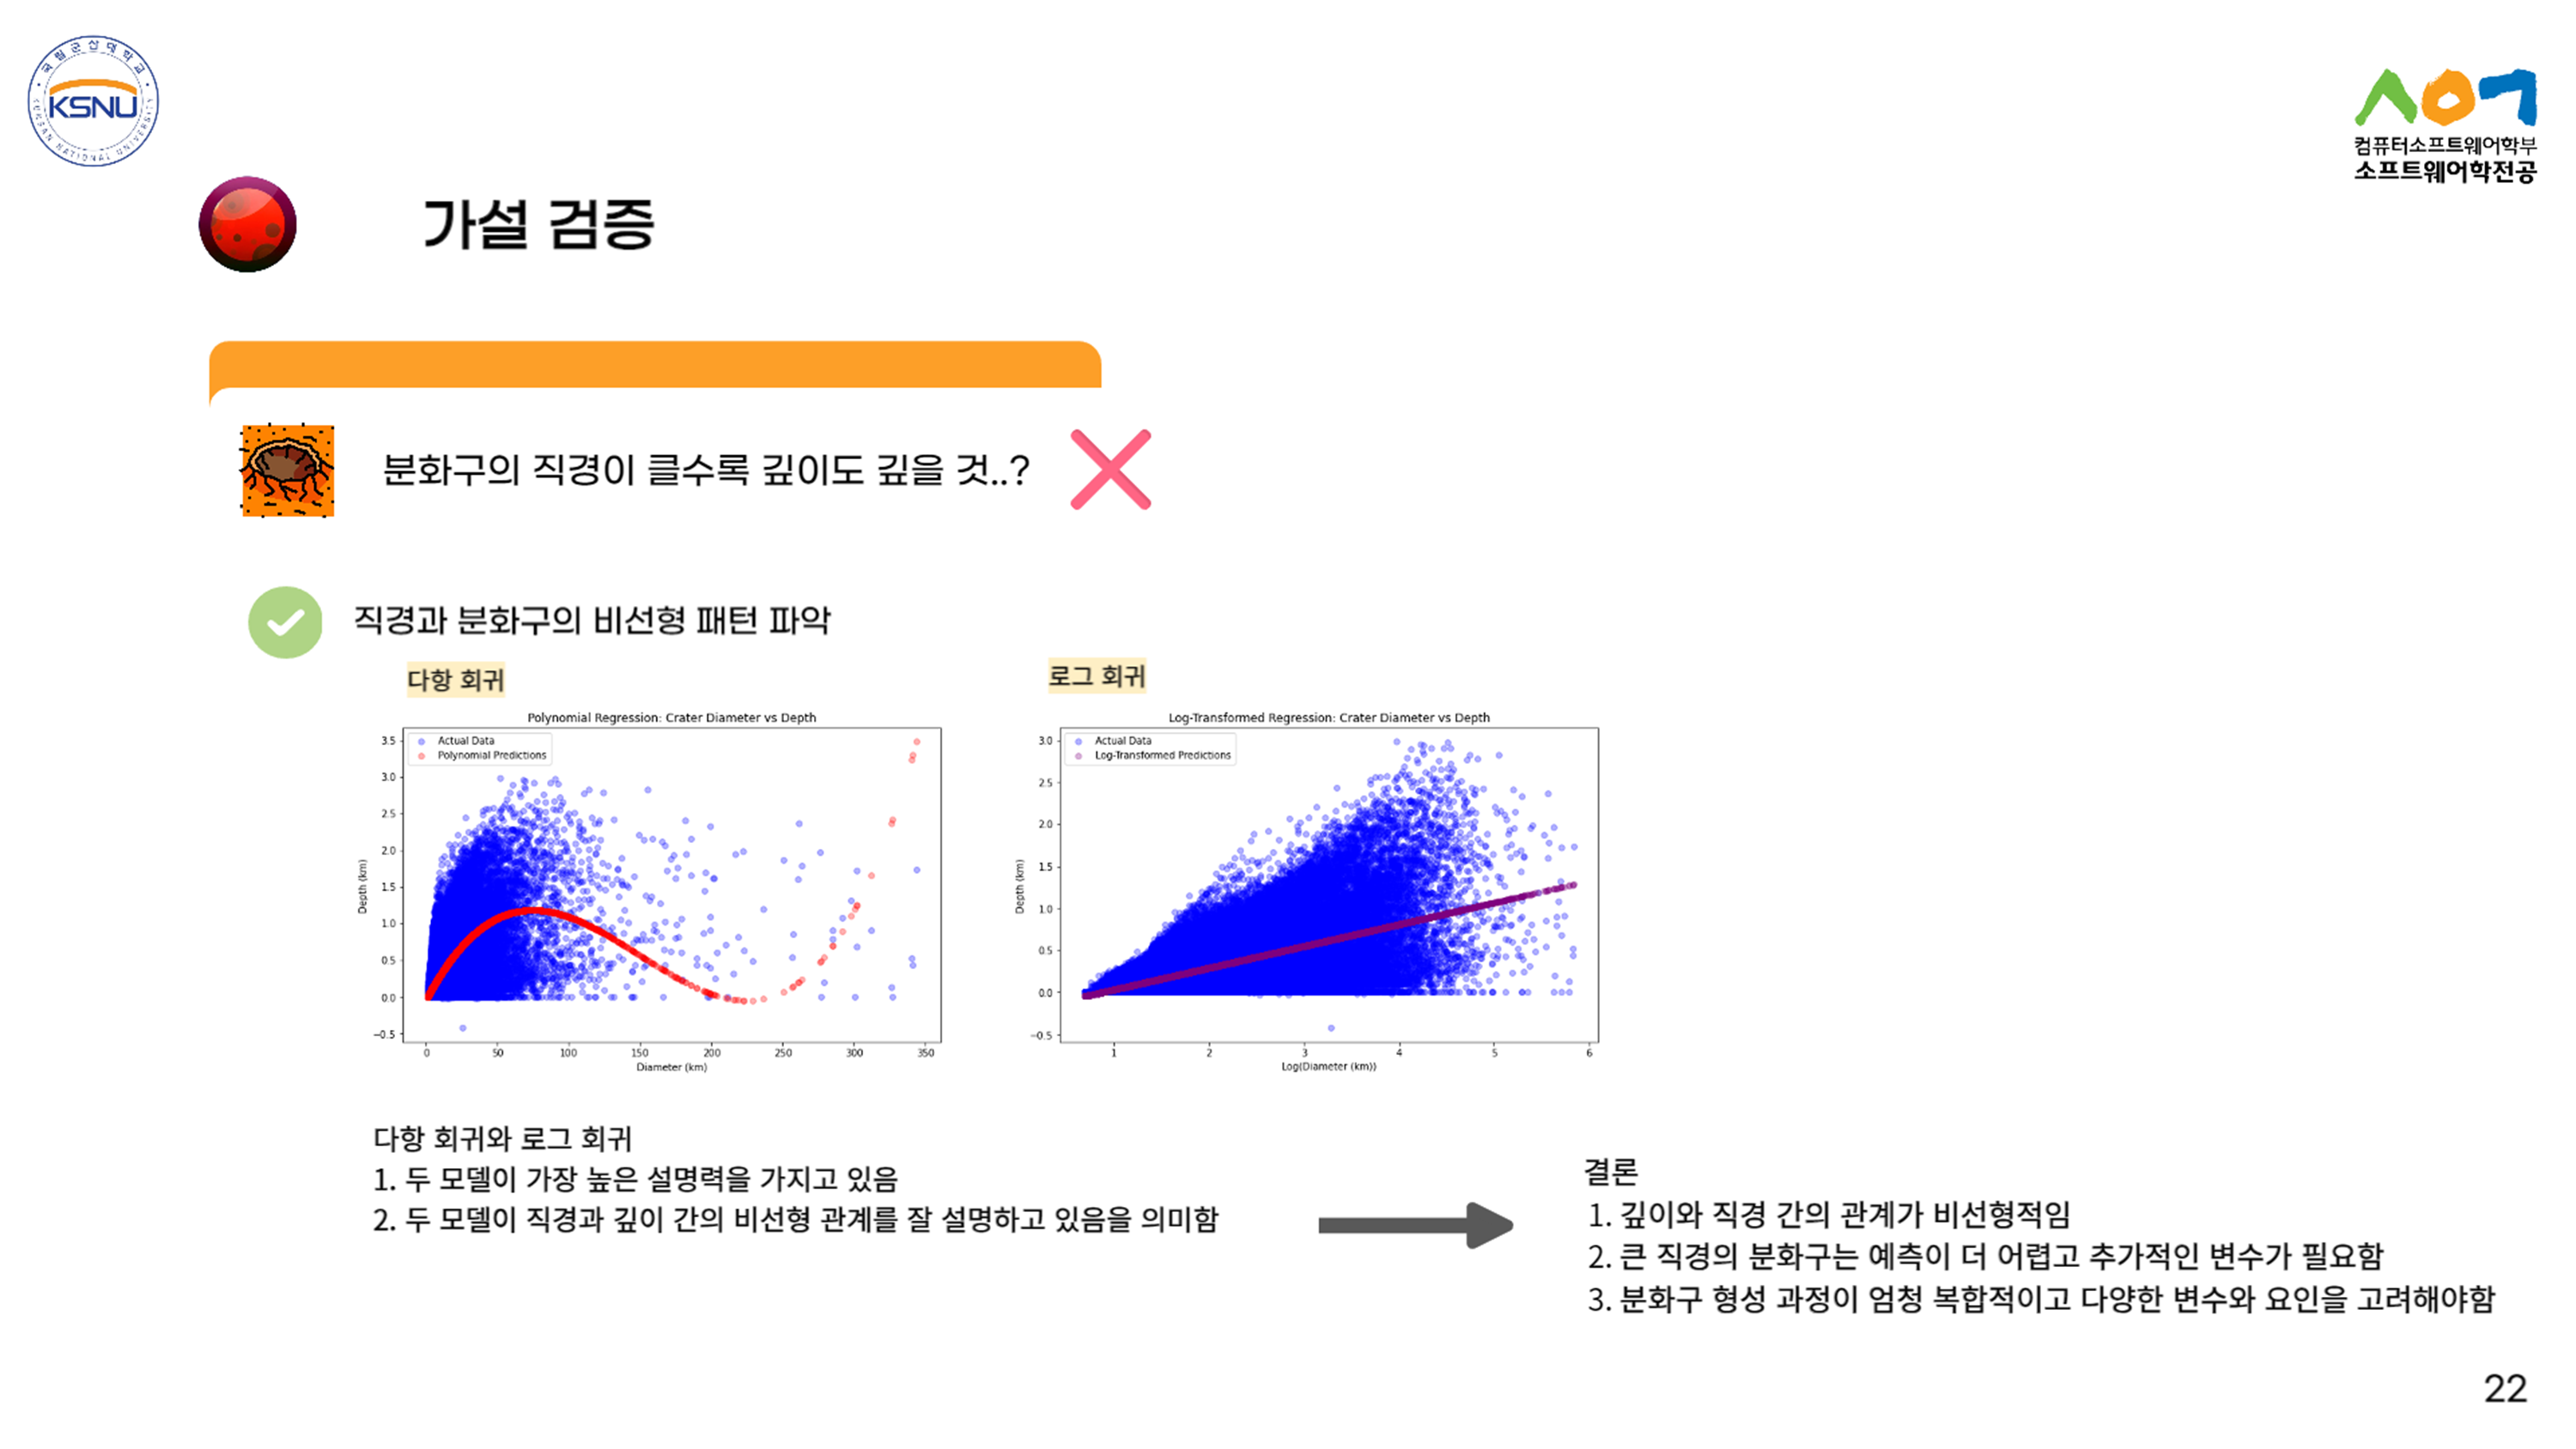 국립군산대학교
KSNU
KUNSAN NATIONAL UNIVERSITY
컴퓨터소프트웨어학부
소프트웨어학전공
가설 검증
분화구의 직경이 클수록 깊이도 깊을 것..?
직경과 분화구의 비선형 패턴 파악
다항 회귀
Polynomial Regression: Crater Diameter vs Depth
Actual Data
Polynomial Predictions
3.5
3.0
2.5
2.0
1.5
1.0
0.5
0.0
−0.5
Depth (km)
0 50 100 150 200 250 300 350
Diameter (km)
로그 회귀
Log-Transformed Regression: Crater Diameter vs Depth
Actual Data
Log-Transformed Predictions
3.0
2.5
2.0
1.5
1.0
0.5
0.0
−0.5
Depth (km)
1 2 3 4 5 6
Log(Diameter (km))
다항 회귀와 로그 회귀
1. 두 모델이 가장 높은 설명력을 가지고 있음
2. 두 모델이 직경과 깊이 간의 비선형 관계를 잘 설명하고 있음을 의미함
결론
1. 깊이와 직경 간의 관계가 비선형적임
2. 큰 직경의 분화구는 예측이 더 어렵고 추가적인 변수가 필요함
3. 분화구 형성 과정이 엄청 복합적이고 다양한 변수와 요인을 고려해야함
22